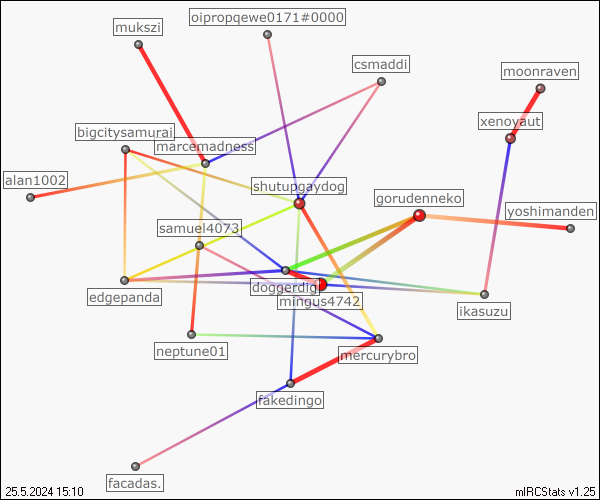 oipropqewe0171#0000
mukszi
csmaddi
moonraven
xenoyaut
bigcitysamurai
marcemadness
alan1002
shutupgaydog
gorudenneko
yoshimanden
samuel4073
doggerdig
edgepanda
mingus4742
ikasuzu
neptune01
mercurybro
fakedingo
facadas.
25.5.2024 15:10
mIRCStats v1.25